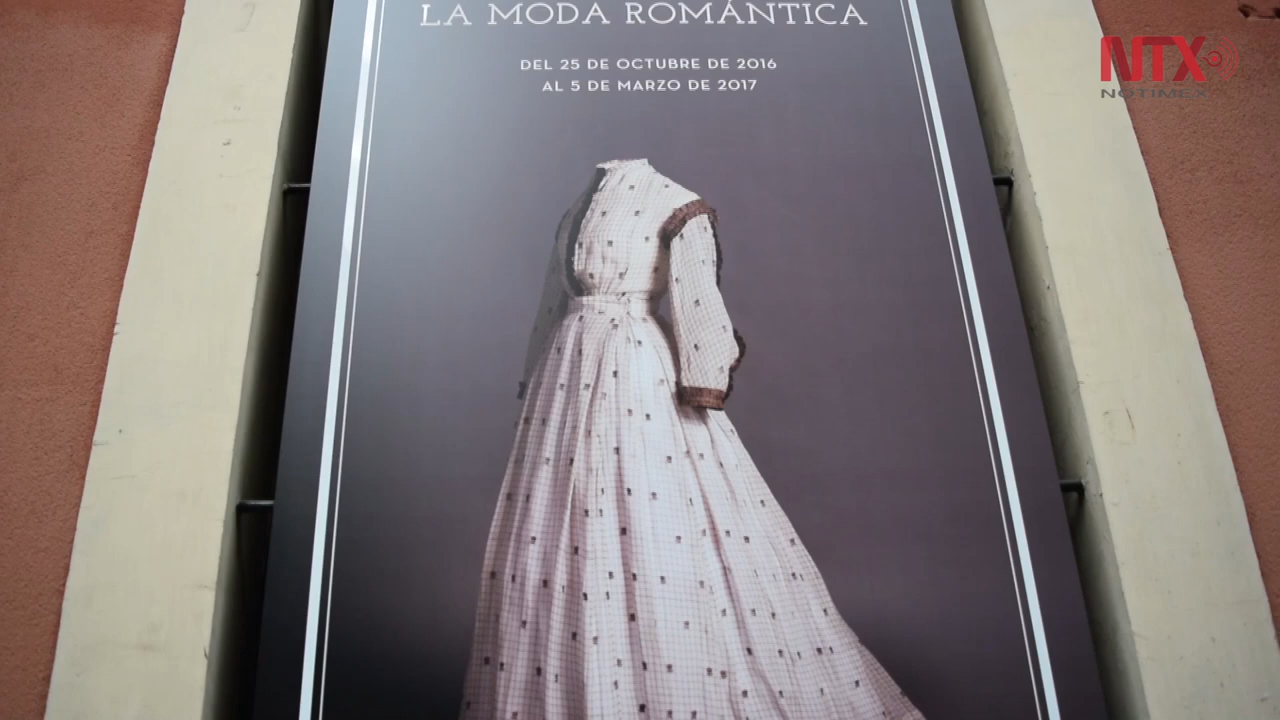 LA MODA ROMÁNTICA
NTX
NOTIMEX
DEL 25 DE OCTUBRE DE 2016
AL 5 DE MARZO DE 2017